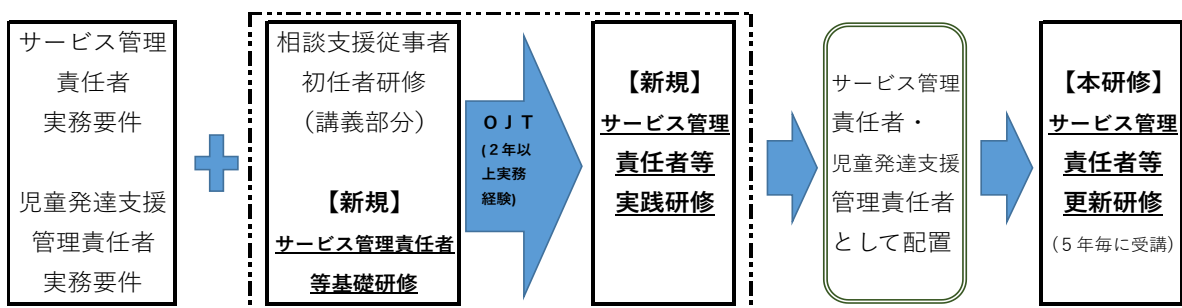 サービス管理
責任者
実務要件
児童発達支援
管理責任者
実務要件
相談支援従事者
初任者研修
（講義部分）
【新規】
サービス管理責任者
等基礎研修
ＯＪＴ
(２年以
上実務
経験)
【新規】
サービス管理
責任者等
実践研修
サービス管理
責任者・
児童発達支援
管理責任者
として配置
【本研修】
サービス管理
責任者等
更新研修
（５年毎に受講）